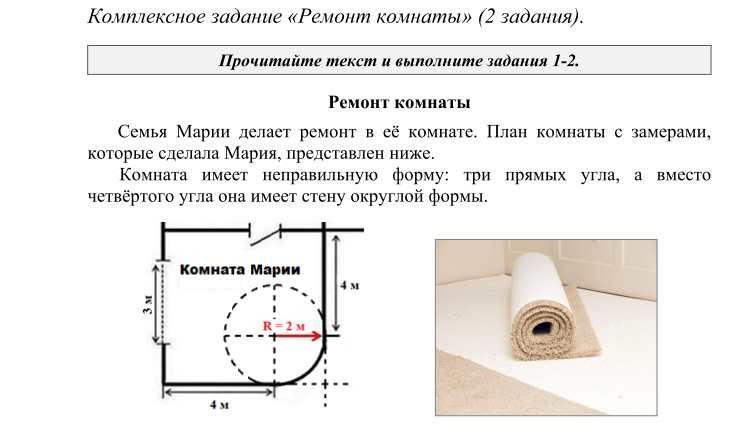 Комплексное задание «Ремонт комнаты» (2 задания).
Прочитайте текст и выполните задания 1-2.
Ремонт комнаты
Семья Марии делает ремонт в её комнате. План комнаты с замерами,
которые сделала Мария, представлен ниже.
Комната имеет неправильную форму: три прямых угла, а вместо
четвёртого угла она имеет стену округлой формы.
Комната Марии
4 м
3 м
R = 2 м
4 м